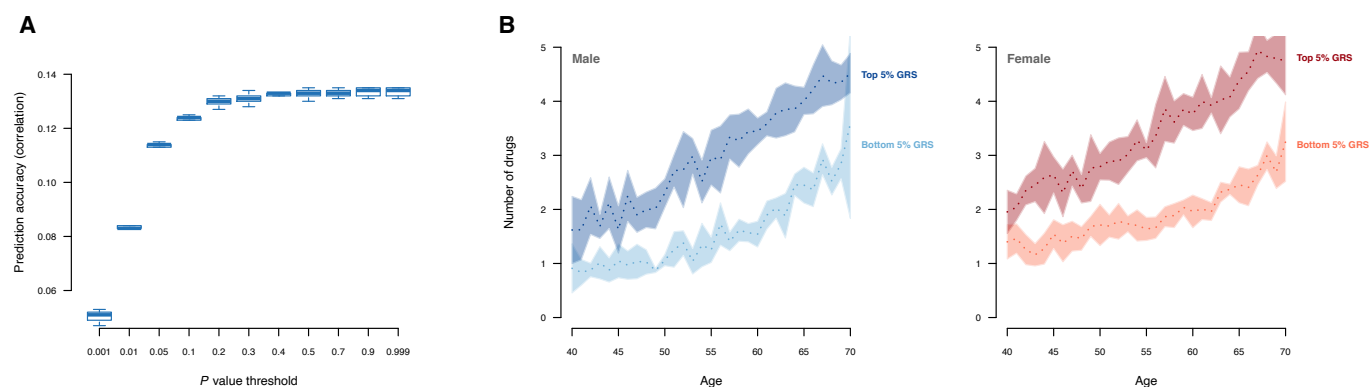 A
Prediction accuracy (correlation)
0.14
0.12
0.10
0.08
0.06
0.001 0.01 0.05 0.1 0.2 0.3 0.4 0.5 0.7 0.9 0.999
P value threshold
B
Number of drugs
Male
5
4
3
2
1
0
Top 5% GRS
Bottom 5% GRS
40 45 50 55 60 65 70
Age
Female
5
4
3
2
1
0
Top 5% GRS
Bottom 5% GRS
40 45 50 55 60 65 70
Age